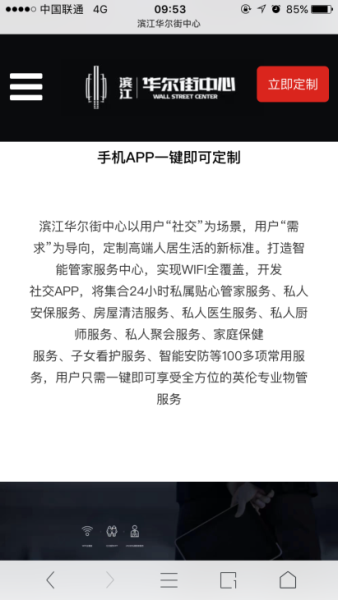 中国联通 4G 09:53 85%
滨江华尔街中心
滨江 华尔街中心 立即定制
WALL STREET CENTER
手机APP一键即可定制
滨江华尔街中心以用户“社交”为场景，用户“需
求”为导向，定制高端人居生活的新标准。打造智
能管家服务中心，实现WIFI全覆盖，开发
社交APP，将集合24小时私属贴心管家服务、私人
安保服务、房屋清洁服务、私人医生服务、私人厨
师服务、私人聚会服务、家庭保健
服务、子女看护服务、智能安防等100多项常用服
务，用户只需一键即可享受全方位的英伦专业物管
服务
1